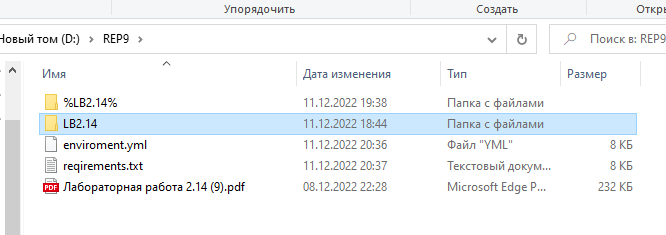 Упорядочить Создать Откры
Новый том (D:) > REP9 Поиск в: REP9
Имя Дата изменения Тип Размер
%LB2.14% 11.12.2022 19:38 Папка с файлами
LB2.14 11.12.2022 18:44 Папка с файлами
enviroment.yml 11.12.2022 20:36 Файл "YML" 8 КБ
reqirements.txt 11.12.2022 20:36 Текстовый докум... 8 КБ
PDF Лабораторная работа 2.14 (9).pdf 08.12.2022 22:28 Microsoft Edge P... 232 КБ